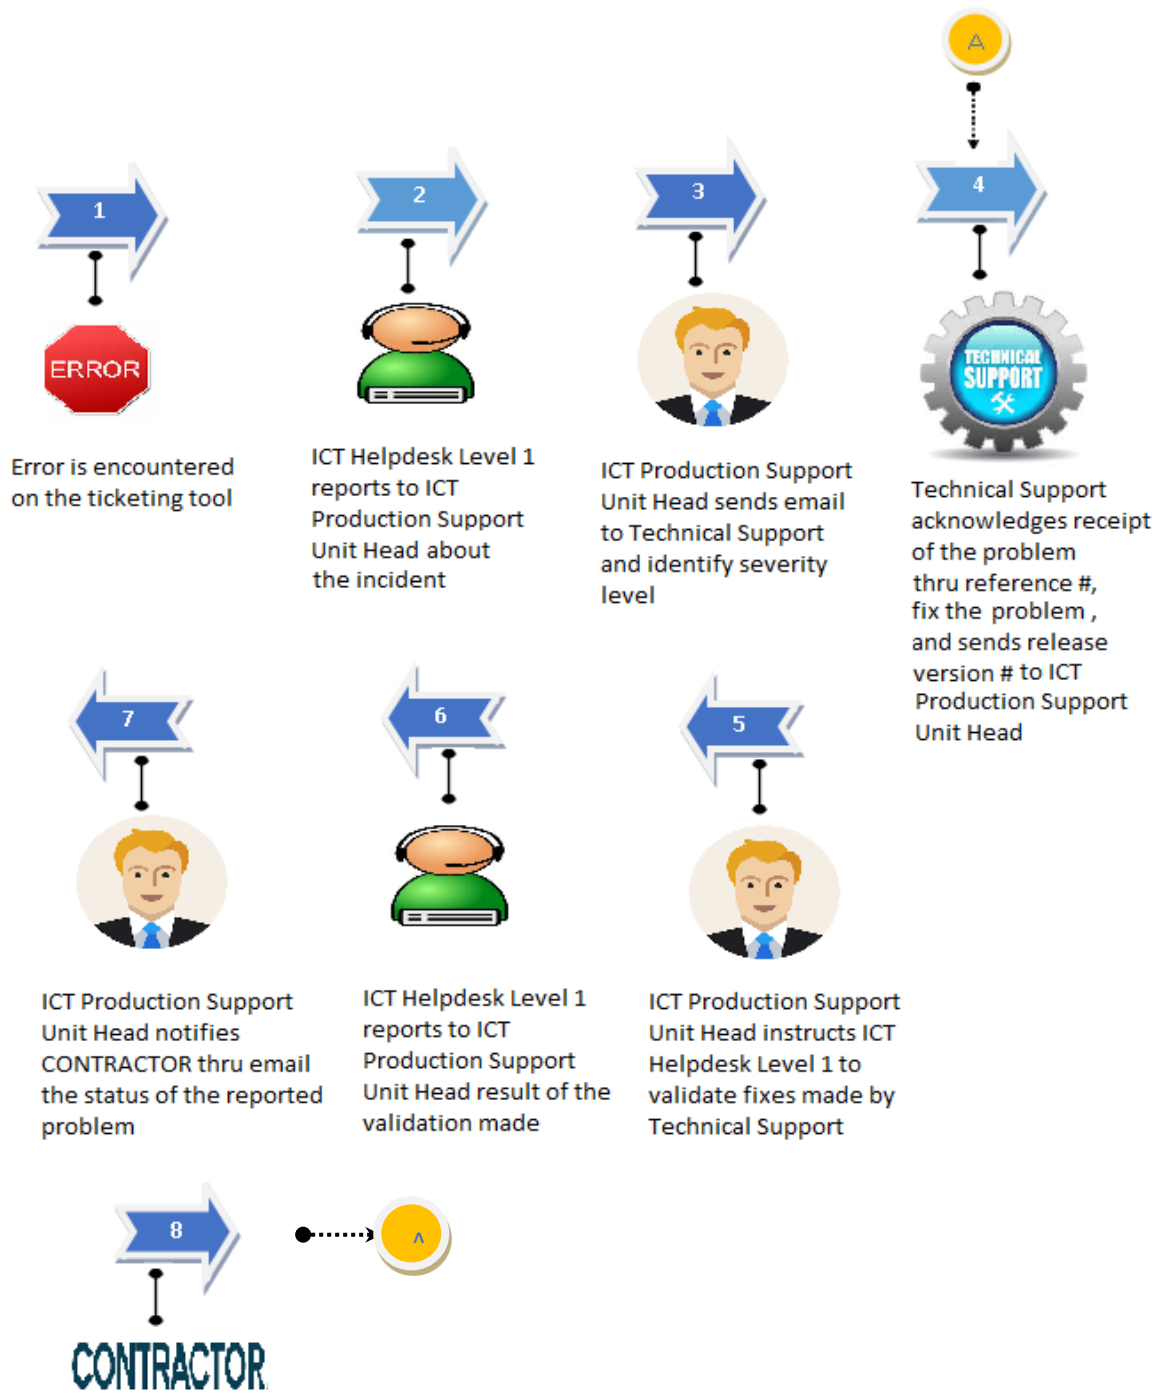 A
1
2
3
4
ERROR
TECHNICAL
SUPPORT
Error is encountered
on the ticketing tool
ICT Helpdesk Level 1
reports to ICT
Production Support
Unit Head about
the incident
ICT Production Support
Unit Head sends email
to Technical Support
and identify severity
level
Technical Support
acknowledges receipt
of the problem
thru reference #,
fix the problem ,
and sends release
version # to ICT
Production Support
Unit Head
7
6
5
ICT Production Support
Unit Head notifies
CONTRACTOR thru email
the status of the reported
problem
ICT Helpdesk Level 1
reports to ICT
Production Support
Unit Head result of the
validation made
ICT Production Support
Unit Head instructs ICT
Helpdesk Level 1 to
validate fixes made by
Technical Support
8
A
CONTRACTOR